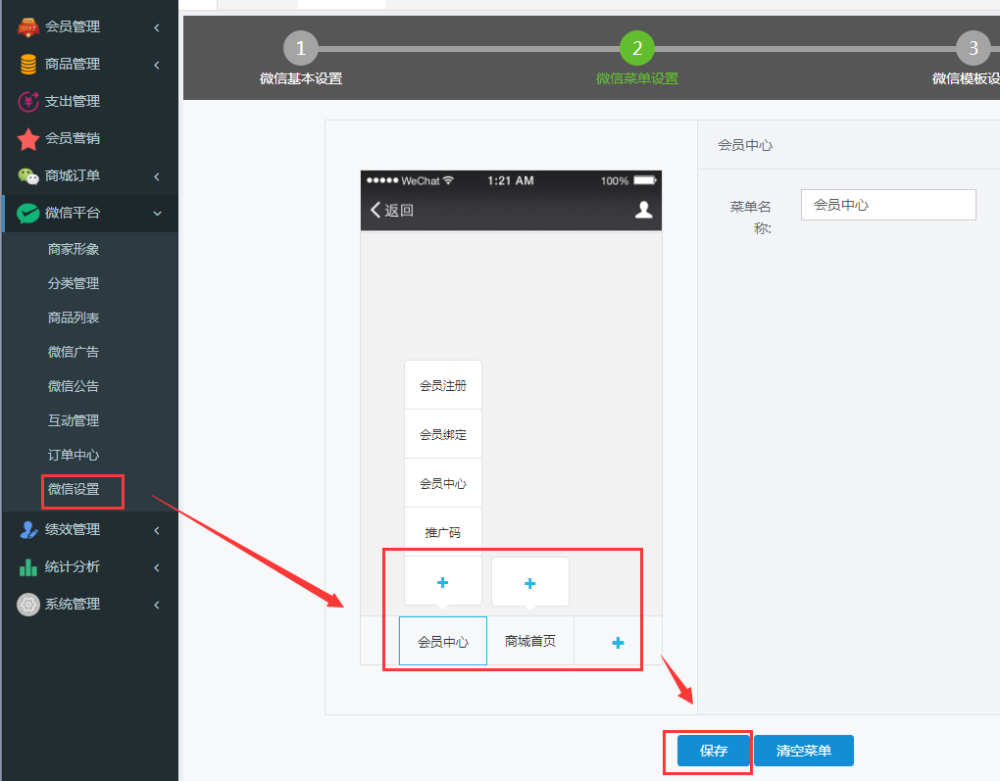 会员管理
商品管理
支出管理
会员营销
商城订单
微信平台
商家形象
分类管理
商品列表
微信广告
微信公告
互动管理
订单中心
微信设置
绩效管理
统计分析
系统管理
1
微信基本设置
2
微信菜单设置
3
微信模板设
WeChat 1:21 AM 100%
返回
会员注册
会员绑定
会员中心
推广码
会员中心
商城首页
会员中心
菜单名
称:
会员中心
保存
清空菜单